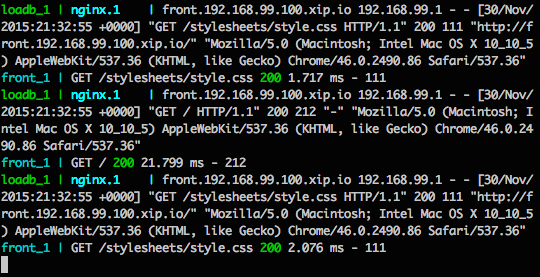 loadb_1 | nginx.1    | front.192.168.99.100.xip.io 192.168.99.1 - - [30/Nov/
2015:21:32:55 +0000] "GET /stylesheets/style.css HTTP/1.1" 200 111 "http://f
ront.192.168.99.100.xip.io/" "Mozilla/5.0 (Macintosh; Intel Mac OS X 10_10_5
) AppleWebKit/537.36 (KHTML, like Gecko) Chrome/46.0.2490.86 Safari/537.36"
front_1 | GET /stylesheets/style.css 200 1.717 ms - 111
loadb_1 | nginx.1    | front.192.168.99.100.xip.io 192.168.99.1 - - [30/Nov/
2015:21:32:55 +0000] "GET / HTTP/1.1" 200 212 "-" "Mozilla/5.0 (Macintosh; I
ntel Mac OS X 10_10_5) AppleWebKit/537.36 (KHTML, like Gecko) Chrome/46.0.24
90.86 Safari/537.36"
front_1 | GET / 200 21.799 ms - 212
loadb_1 | nginx.1    | front.192.168.99.100.xip.io 192.168.99.1 - - [30/Nov/
2015:21:32:55 +0000] "GET /stylesheets/style.css HTTP/1.1" 200 111 "http://f
ront.192.168.99.100.xip.io/" "Mozilla/5.0 (Macintosh; Intel Mac OS X 10_10_5
) AppleWebKit/537.36 (KHTML, like Gecko) Chrome/46.0.2490.86 Safari/537.36"
front_1 | GET /stylesheets/style.css 200 2.076 ms - 111